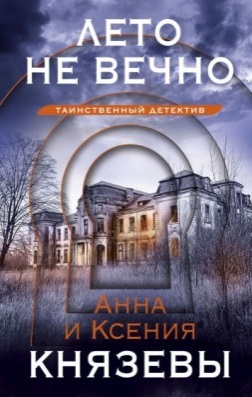 ЛЕТО
НЕ ВЕЧНО
ТАИНСТВЕННЫЙ ДЕТЕКТИВ
АННА
И КСЕНИЯ
КНЯЗЕВЫ